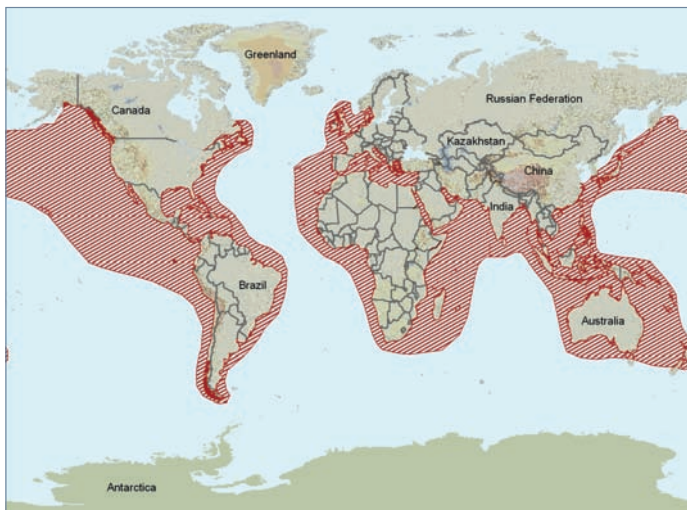 Greenland
Canada
Russian Federation
Kazakhstan
China
India
Brazil
Australia
Antarctica